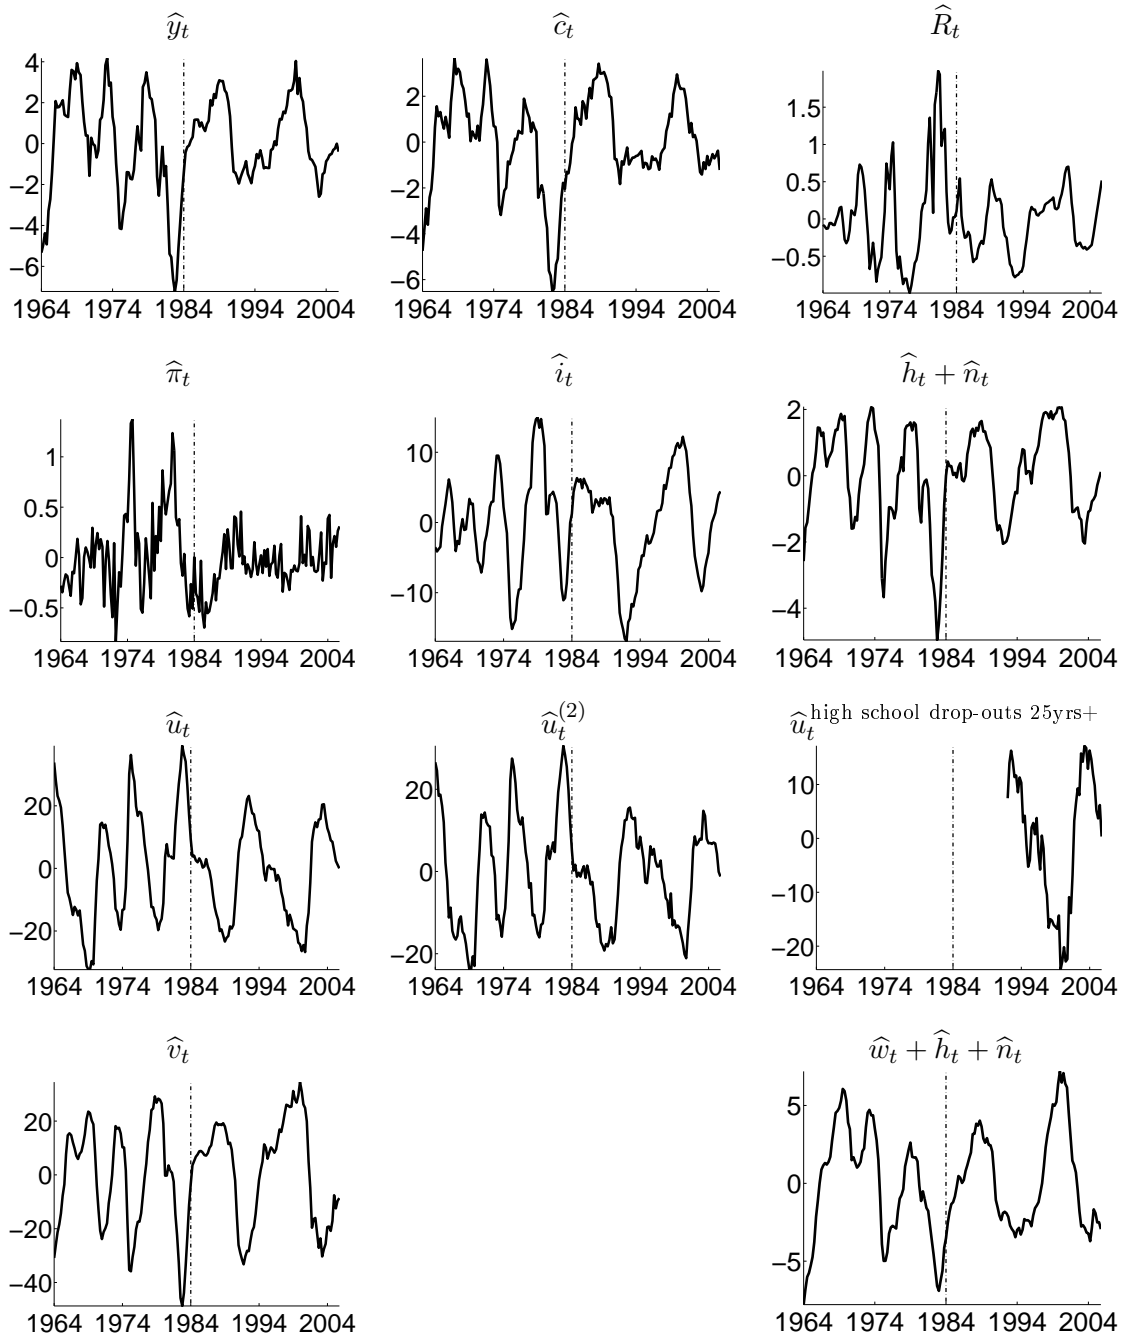 ŷ_t ĉ_t R̂_t
4 2 0 −2 −4 −6
1964 1974 1984 1994 2004
4 2 0 −2 −4 −6
1964 1974 1984 1994 2004
1.5 1 0.5 0 −0.5
1964 1974 1984 1994 2004
π̂_t î_t ĥ_t + n̂_t
1 0.5 0 −0.5
1964 1974 1984 1994 2004
10 0 −10
1964 1974 1984 1994 2004
2 0 −2 −4
1964 1974 1984 1994 2004
û_t û_t^(2) û_t^high school drop-outs 25yrs+
20 0 −20
1964 1974 1984 1994 2004
20 0 −20
1964 1974 1984 1994 2004
10 0 −10 −20
1964 1974 1984 1994 2004
v̂_t ŵ_t + ĥ_t + n̂_t
20 0 −20 −40
1964 1974 1984 1994 2004
5 0 −5
1964 1974 1984 1994 2004